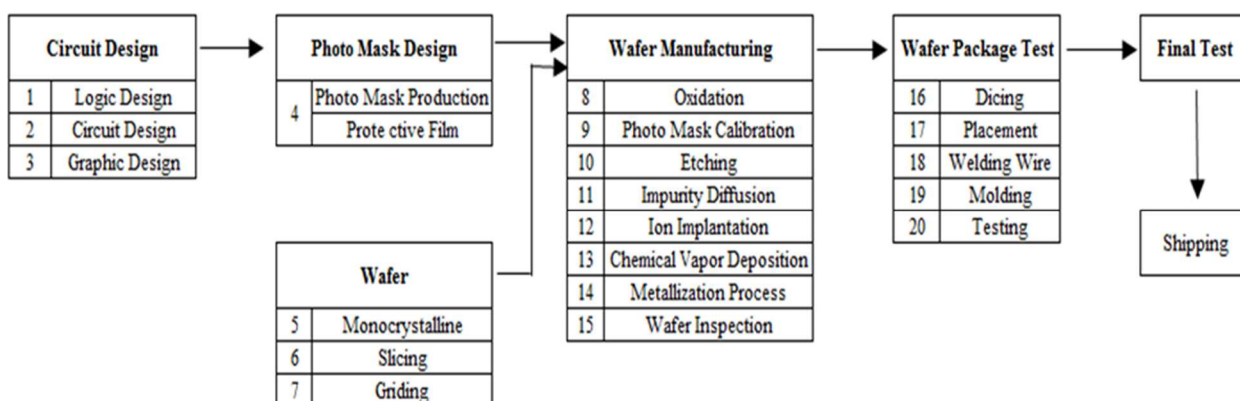 Circuit Design
1 Logic Design
2 Circuit Design
3 Graphic Design
Photo Mask Design
4 Photo Mask Production
Prote ctive Film
Wafer
5 Monocrystalline
6 Slicing
7 Griding
Wafer Manufacturing
8 Oxidation
9 Photo Mask Calibration
10 Etching
11 Impurity Diffusion
12 Ion Implantation
13 Chemical Vapor Deposition
14 Metallization Process
15 Wafer Inspection
Wafer Package Test
16 Dicing
17 Placement
18 Welding Wire
19 Molding
20 Testing
Final Test
Shipping